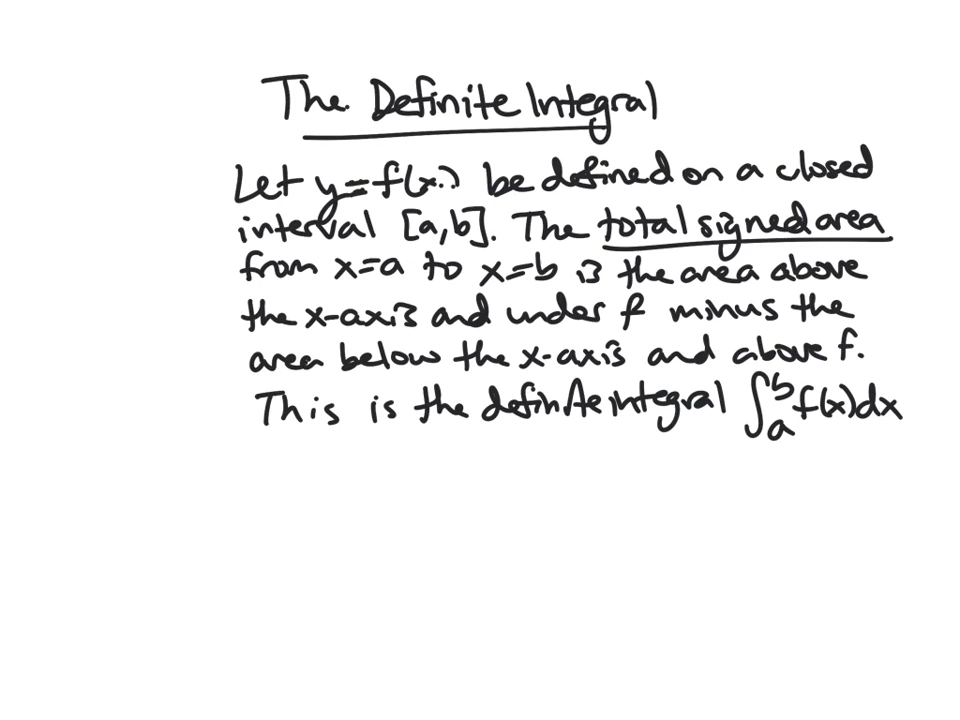 The Definite Integral
Let y=f(x) be defined on a closed
interval [a,b]. The total signed area
from x=a to x=b is the area above
the x-axis and under f minus the
area below the x-axis and above f.
This is the definite integral ∫_a^b f(x)dx